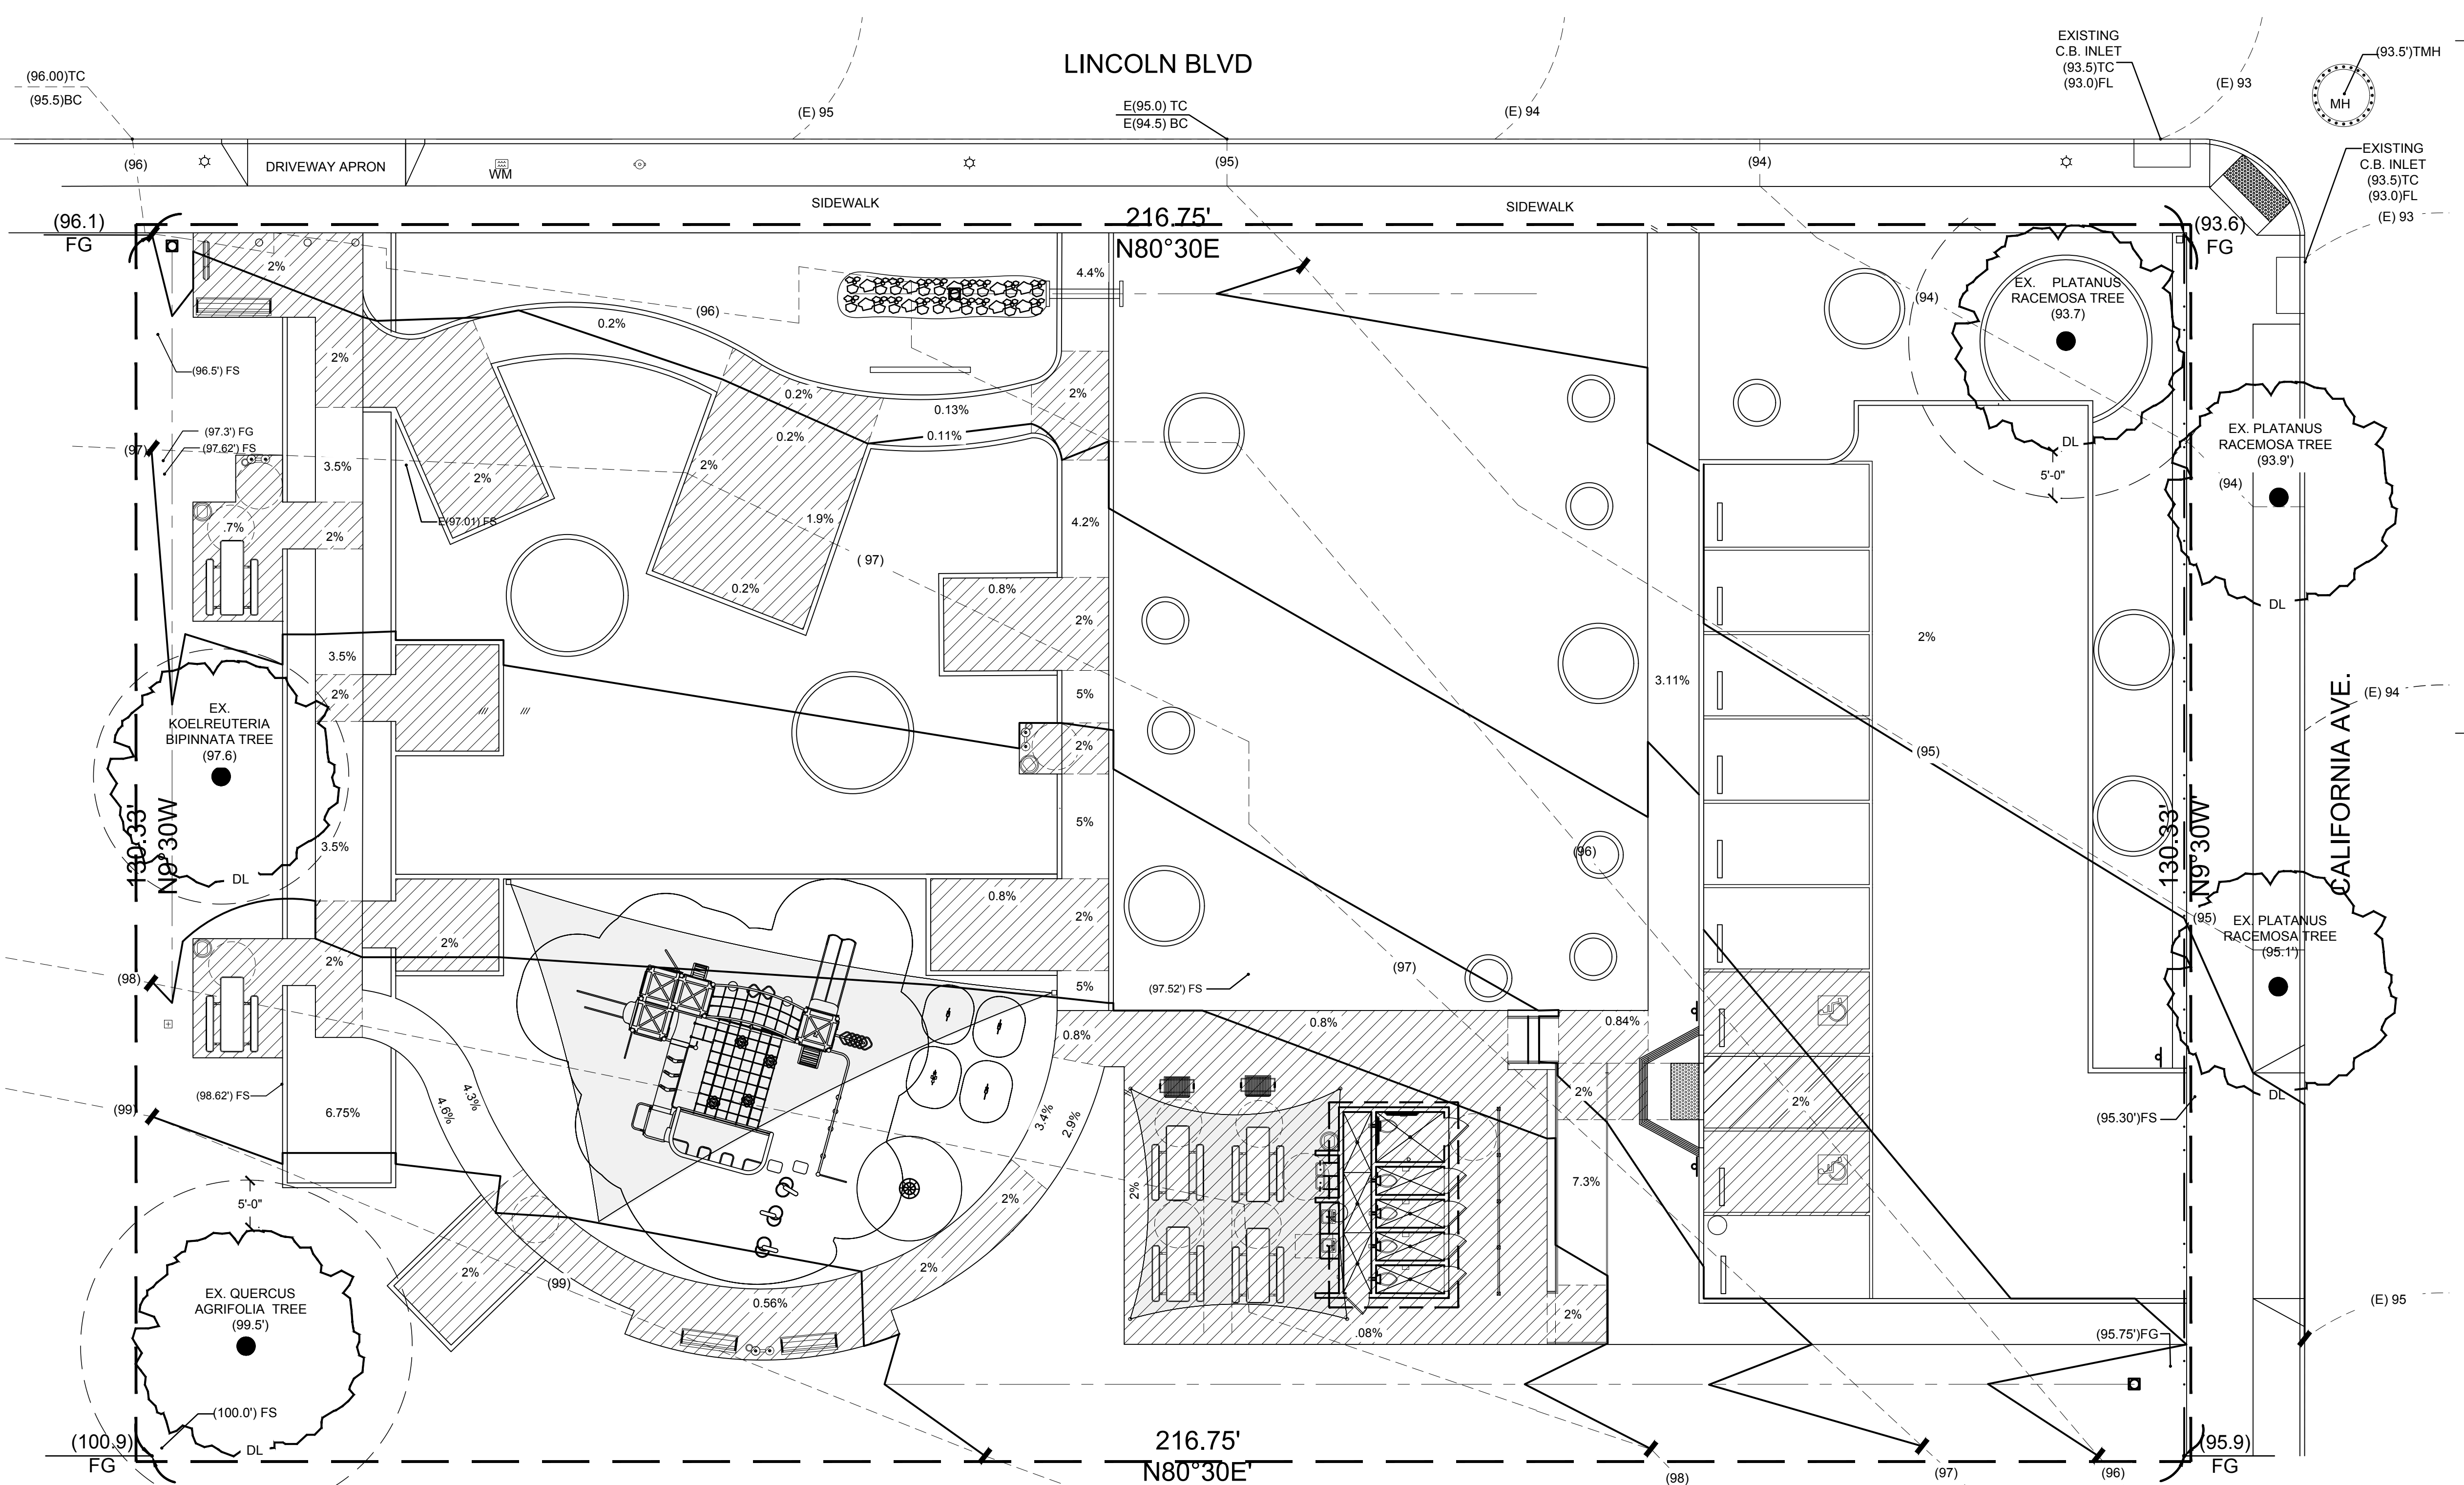 LINCOLN BLVD
(96.00)TC
(95.5)BC
(E) 95
E(95.0) TC
E(94.5) BC
(E) 94
EXISTING
C.B. INLET
(93.5)TC
(93.0)FL
(E) 93
(93.5')TMH
MH
(96)
DRIVEWAY APRON
WM
(95)
(94)
EXISTING
C.B. INLET
(93.5)TC
(93.0)FL
(E) 93
SIDEWALK
SIDEWALK
(96.1)
FG
216.75'
N80°30E
(93.6)
FG
2%
4.4%
(96)
0.2%
(94)
EX. PLATANUS
RACEMOSA TREE
(93.7)
2%
(96.5') FS
0.2%
0.13%
2%
(97.3') FG
(97)
(97.62') FS
0.2%
0.11%
DL
EX. PLATANUS
RACEMOSA TREE
(93.9')
3.5%
2%
2%
5'-0"
(94)
E(97.01) FS
.7%
2%
1.9%
4.2%
( 97)
0.2%
0.8%
2%
DL
2%
3.5%
2%
5%
3.11%
(E) 94
EX.
KOELREUTERIA
BIPINNATA TREE
(97.6)
2%
(95)
CALIFORNIA AVE.
130.33'
N9°30W
3.5%
5%
(96)
130.33'
N9°30W'
DL
0.8%
2%
(95)
EX. PLATANUS
RACEMOSA TREE
(95.1')
2%
2%
(98)
(97)
5%
(97.52') FS
0.8%
0.8%
0.84%
(98.62') FS
4.3%
4.6%
6.75%
(99)
3.4%
2.9%
2%
2%
DL
(95.30')FS
5'-0"
2%
2%
7.3%
2%
(99)
2%
0.56%
EX. QUERCUS
AGRIFOLIA TREE
(99.5')
2%
.08%
(E) 95
(95.75')FG
(100.0') FS
(100.9)
FG
DL
216.75'
N80°30E'
(98)
(97)
(96)
(95.9)
FG